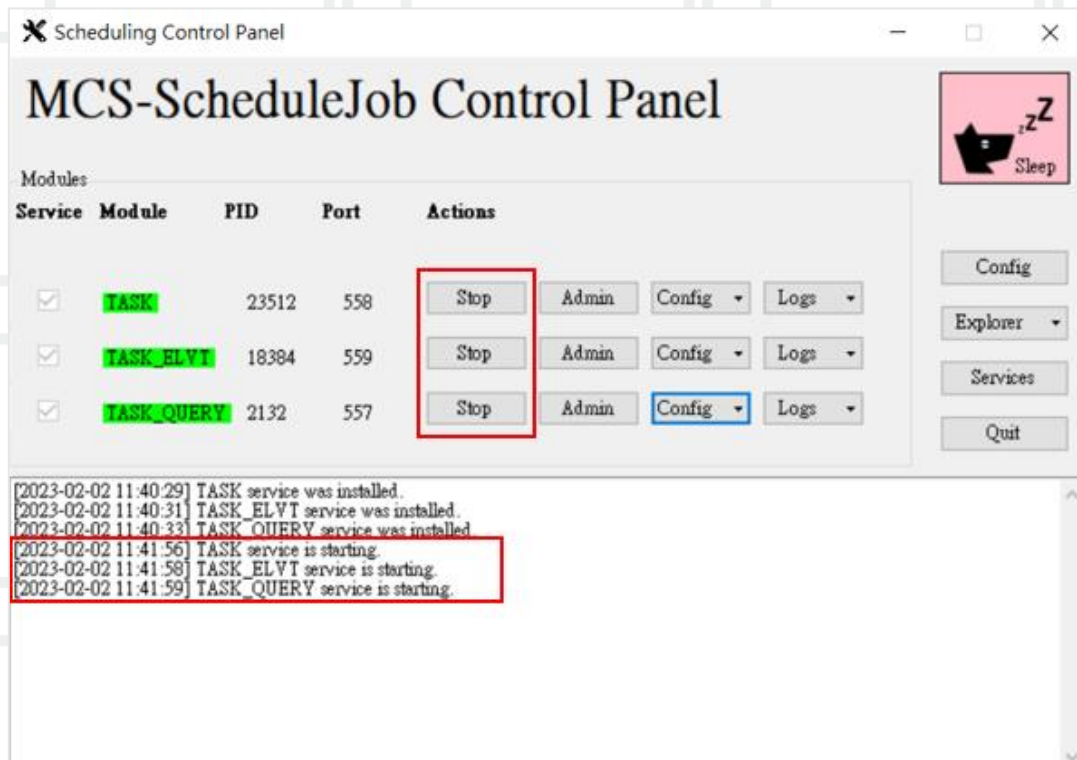 Scheduling Control Panel
MCS-ScheduleJob Control Panel
zzZ
Sleep
Modules
Service Module PID Port Actions
TASK 23512 558 Stop Admin Config Logs
TASK_ELVT 18384 559 Stop Admin Config Logs
TASK_QUERY 2132 557 Stop Admin Config Logs
Config
Explorer
Services
Quit
[2023-02-02 11:40:29] TASK service was installed.
[2023-02-02 11:40:31] TASK_ELVT service was installed.
[2023-02-02 11:40:33] TASK_QUERY service was installed.
[2023-02-02 11:41:56] TASK service is starting.
[2023-02-02 11:41:58] TASK_ELVT service is starting.
[2023-02-02 11:41:59] TASK_QUERY service is starting.